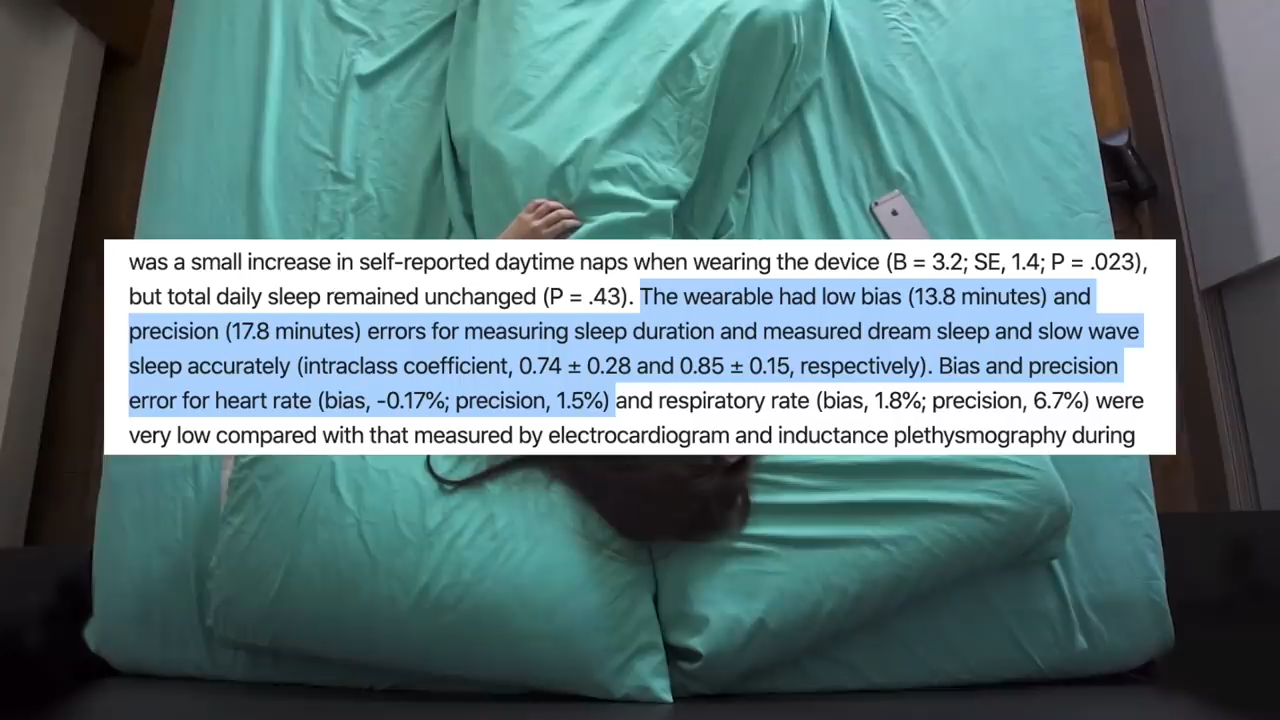 was a small increase in self-reported daytime naps when wearing the device (B = 3.2; SE, 1.4; P = .023),
but total daily sleep remained unchanged (P = .43). The wearable had low bias (13.8 minutes) and
precision (17.8 minutes) errors for measuring sleep duration and measured dream sleep and slow wave
sleep accurately (intraclass coefficient, 0.74 ± 0.28 and 0.85 ± 0.15, respectively). Bias and precision
error for heart rate (bias, -0.17%; precision, 1.5%) and respiratory rate (bias, 1.8%; precision, 6.7%) were
very low compared with that measured by electrocardiogram and inductance plethysmography during